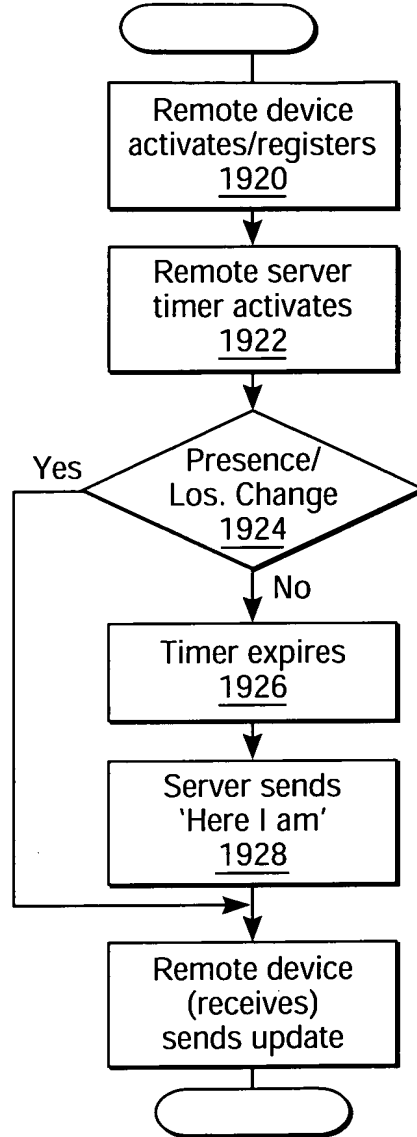 Remote device
activates/registers
1920
Remote server
timer activates
1922
Presence/
Los. Change
1924
Yes
No
Timer expires
1926
Server sends
'Here I am'
1928
Remote device
(receives)
sends update